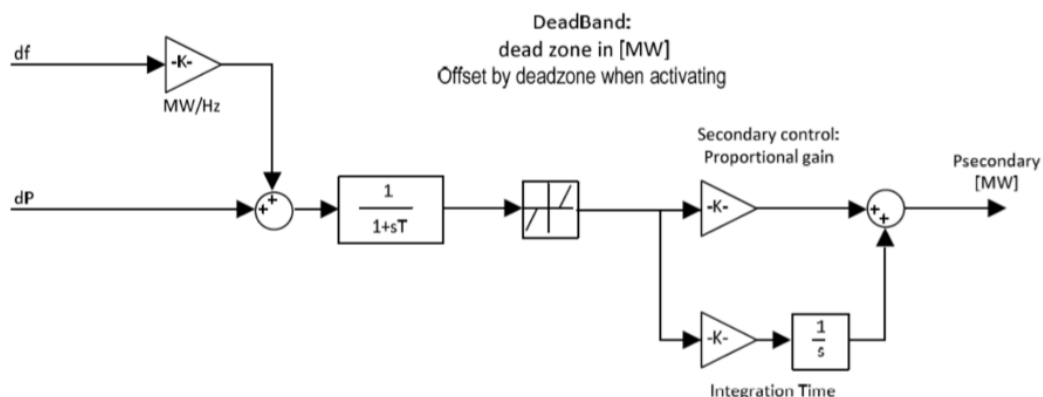 DeadBand:
dead zone in [MW]
Offset by deadzone when activating
df
-K-
MW/Hz
Secondary control:
Proportional gain
Psecondary
[MW]
dP
+
+
1
1+sT
-K-
+
+
-K-
1
s
Integration Time